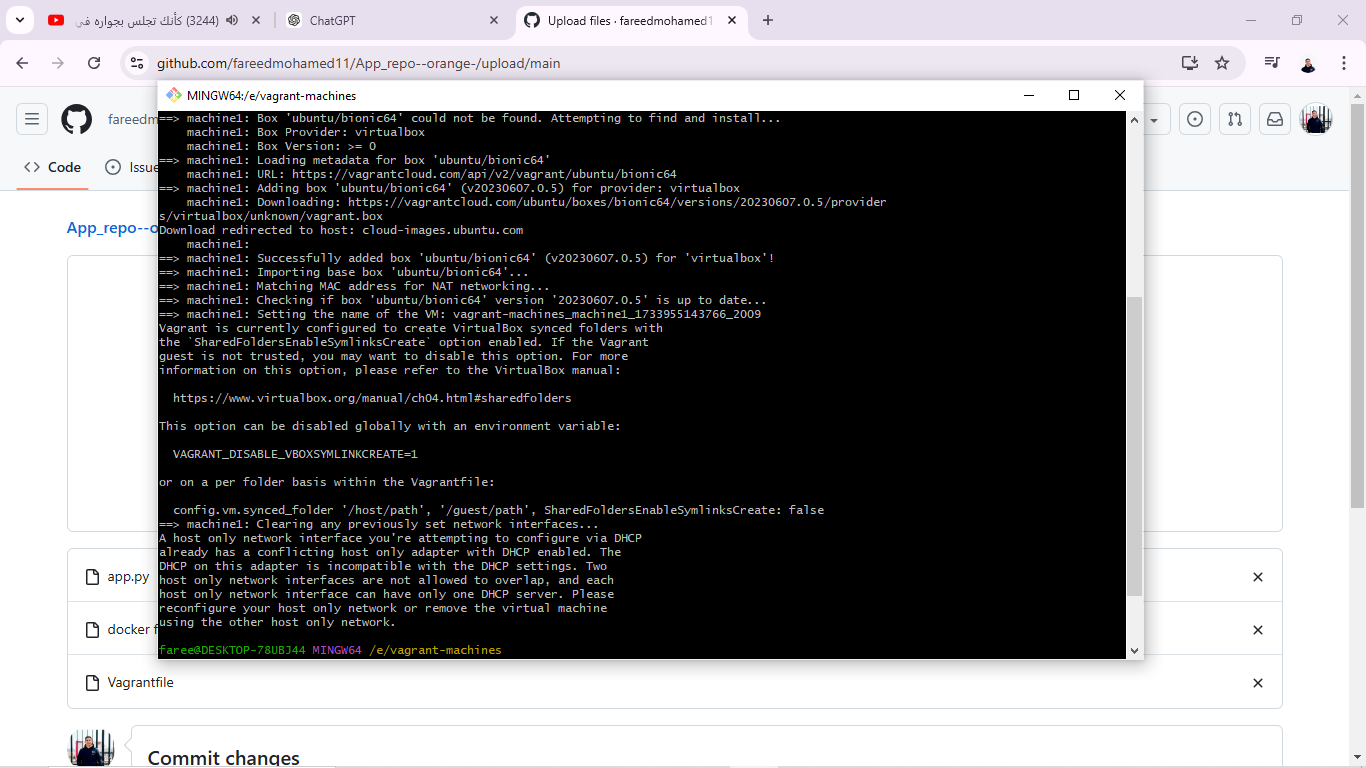 (3244) كأنك تجلس بجواره في
ChatGPT
Upload files · fareedmohamed1
github.com/fareedmohamed11/App_repo--orange-/upload/main
MINGW64:/e/vagrant-machines
fareedm
Code
Issue
App_repo--o
==> machine1: Box 'ubuntu/bionic64' could not be found. Attempting to find and install...
    machine1: Box Provider: virtualbox
    machine1: Box Version: >= 0
==> machine1: Loading metadata for box 'ubuntu/bionic64'
    machine1: URL: https://vagrantcloud.com/api/v2/vagrant/ubuntu/bionic64
==> machine1: Adding box 'ubuntu/bionic64' (v20230607.0.5) for provider: virtualbox
    machine1: Downloading: https://vagrantcloud.com/ubuntu/boxes/bionic64/versions/20230607.0.5/provider
s/virtualbox/unknown/vagrant.box
Download redirected to host: cloud-images.ubuntu.com
    machine1:
==> machine1: Successfully added box 'ubuntu/bionic64' (v20230607.0.5) for 'virtualbox'!
==> machine1: Importing base box 'ubuntu/bionic64'...
==> machine1: Matching MAC address for NAT networking...
==> machine1: Checking if box 'ubuntu/bionic64' version '20230607.0.5' is up to date...
==> machine1: Setting the name of the VM: vagrant-machines_machine1_1733955143766_2009
Vagrant is currently configured to create VirtualBox synced folders with
the `SharedFoldersEnableSymlinksCreate` option enabled. If the Vagrant
guest is not trusted, you may want to disable this option. For more
information on this option, please refer to the VirtualBox manual:
https://www.virtualbox.org/manual/ch04.html#sharedfolders
This option can be disabled globally with an environment variable:
VAGRANT_DISABLE_VBOXSYMLINKCREATE=1
or on a per folder basis within the Vagrantfile:
config.vm.synced_folder '/host/path', '/guest/path', SharedFoldersEnableSymlinksCreate: false
==> machine1: Clearing any previously set network interfaces...
A host only network interface you're attempting to configure via DHCP
already has a conflicting host only adapter with DHCP enabled. The
DHCP on this adapter is incompatible with the DHCP settings. Two
host only network interfaces are not allowed to overlap, and each
host only network interface can have only one DHCP server. Please
reconfigure your host only network or remove the virtual machine
using the other host only network.
faree@DESKTOP-78UBJ44 MINGW64 /e/vagrant-machines
app.py
docker f
Vagrantfile
Commit changes